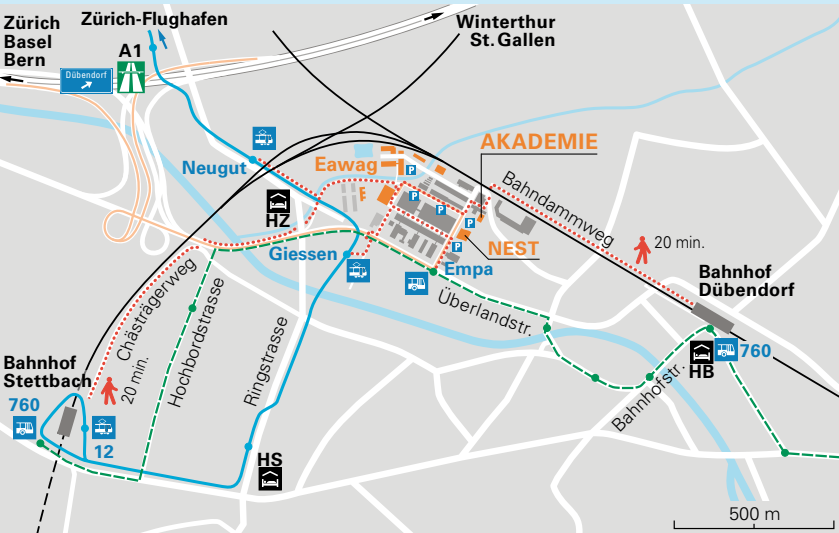 Zürich
Basel
Bern
Zürich-Flughafen
A1
Dübendorf
Winterthur
St. Gallen
AKADEMIE
Eawag
P
P
P
P
P
Neugut
HZ
Bahndammweg
20 min.
NEST
Giessen
Empa
Bahnhof
Dübendorf
Überlandstr.
Chästrägerweg
Hochbordstrasse
Ringstrasse
20 min.
Bahnhof
Stettbach
760
12
HS
Bahnhofstr.
HB
760
500 m